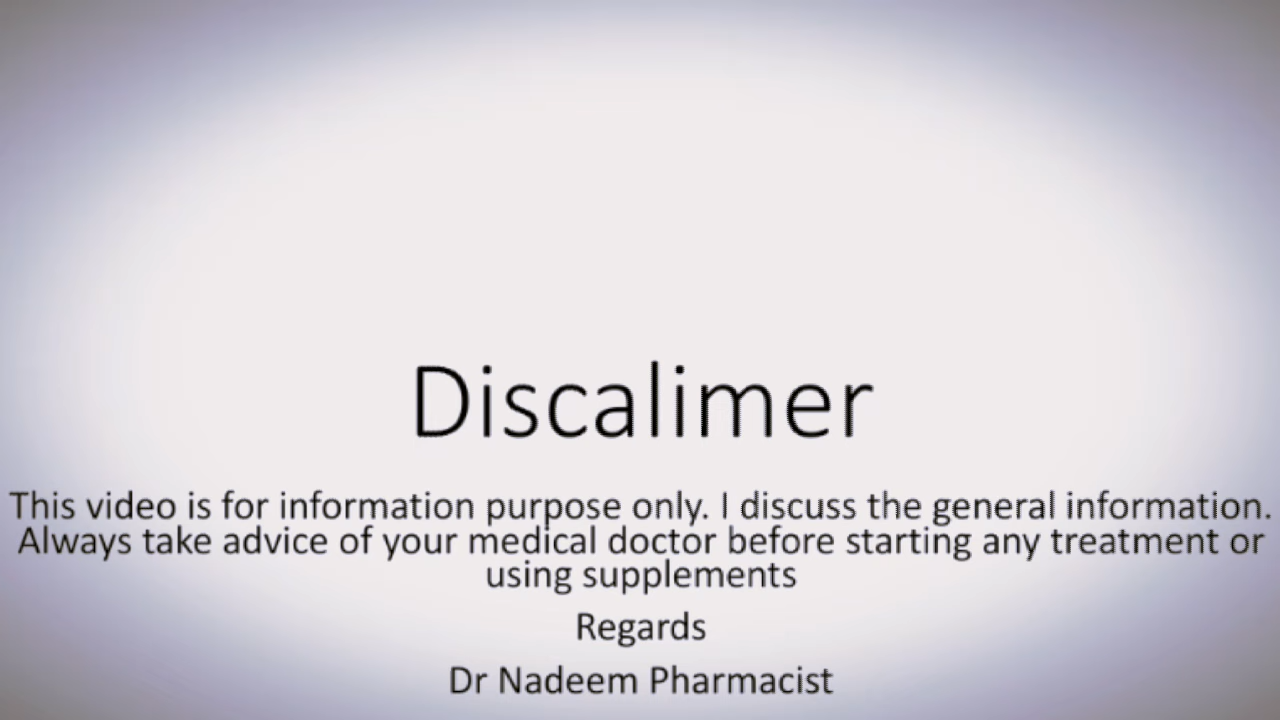 Discalimer
This video is for information purpose only. I discuss the general information.
Always take advice of your medical doctor before starting any treatment or
using supplements
Regards
Dr Nadeem Pharmacist